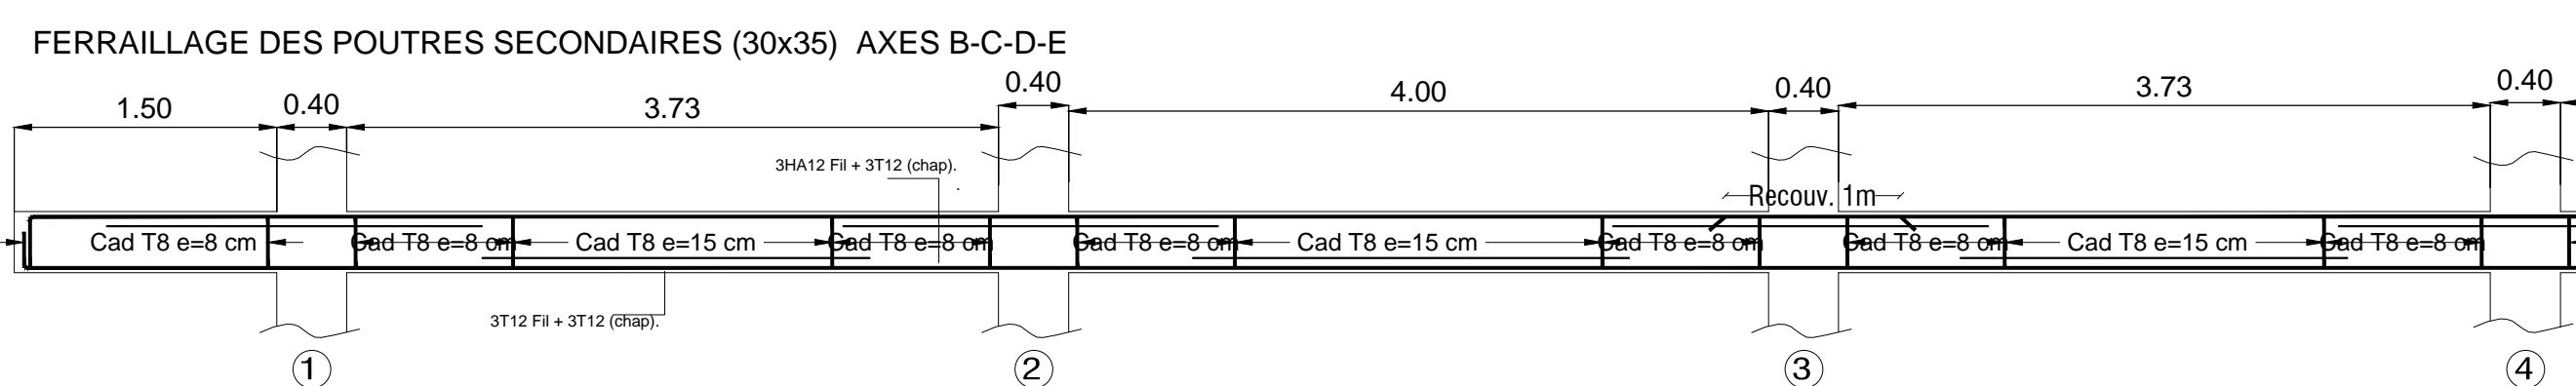 FERRAILLAGE DES POUTRES SECONDAIRES (30x35) AXES B-C-D-E
1.50 0.40 3.73 0.40 4.00 0.40 3.73 0.40
3HA12 Fil + 3T12 (chap).
Recouv. 1m
Cad T8 e=8 cm Cad T8 e=8 cm Cad T8 e=15 cm Cad T8 e=8 cm Cad T8 e=8 cm Cad T8 e=15 cm Cad T8 e=8 cm Cad T8 e=8 cm Cad T8 e=15 cm Cad T8 e=8 cm
3T12 Fil + 3T12 (chap).
1 2 3 4